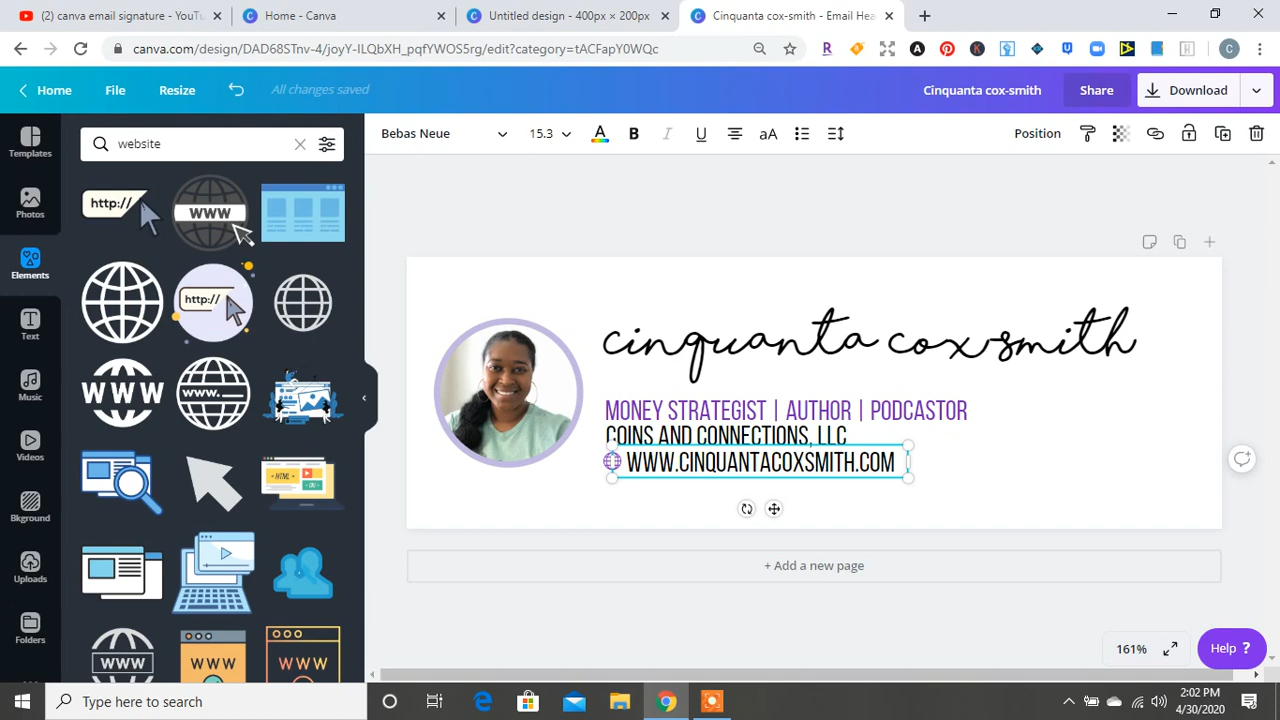 (2) canva email signature - YouT
Home - Canva
Untitled design - 400px × 200px
Cinquanta cox-smith - Email Hea
canva.com/design/DAD68STnv-4/joyY-ILQbXH_pqfYWOS5rg/edit?category=tACFapY0WQc
Home
File
Resize
All changes saved
Cinquanta cox-smith
Share
Download
Templates
Photos
Elements
Text
Music
Videos
Bkground
Uploads
Folders
website
http://
WWW
http://
WWW
www.
HTML
WWW
WWW
WWW
Bebas Neue
15.3
A
B
I
U
aA
Position
cinquanta cox-smith
MONEY STRATEGIST | AUTHOR | PODCASTOR
COINS AND CONNECTIONS, LLC
WWW.CINQUANTACOXSMITH.COM
+ Add a new page
161%
Help ?
Type here to search
2:02 PM
4/30/2020